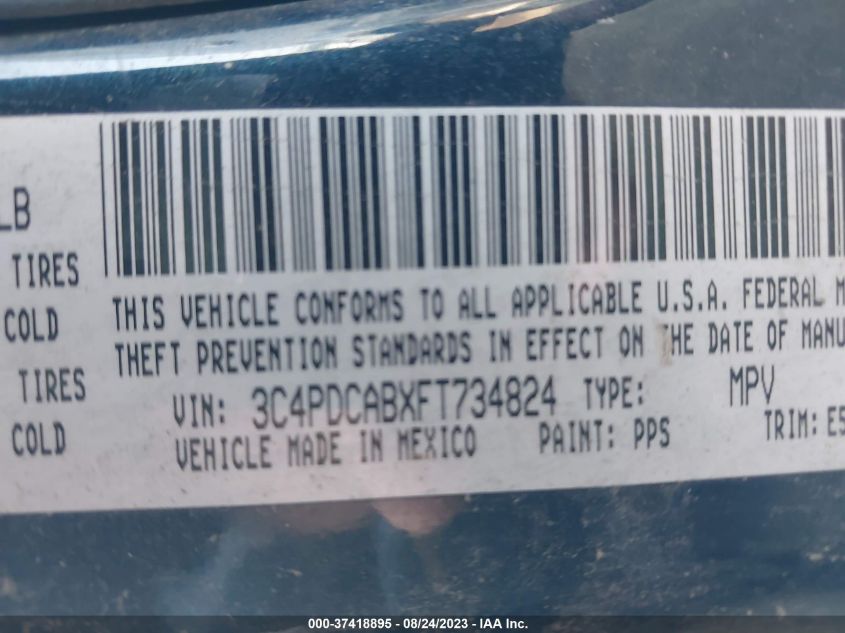 LB
TIRES
COLD
TIRES
COLD
THIS VEHICLE CONFORMS TO ALL APPLICABLE U.S.A. FEDERAL M
THEFT PREVENTION STANDARDS IN EFFECT ON THE DATE OF MANU
VIN: 3C4PDCABXFT734824 TYPE: MPV
VEHICLE MADE IN MEXICO PAINT: PPS TRIM: ES
000-37418895 - 08/24/2023 - IAA Inc.